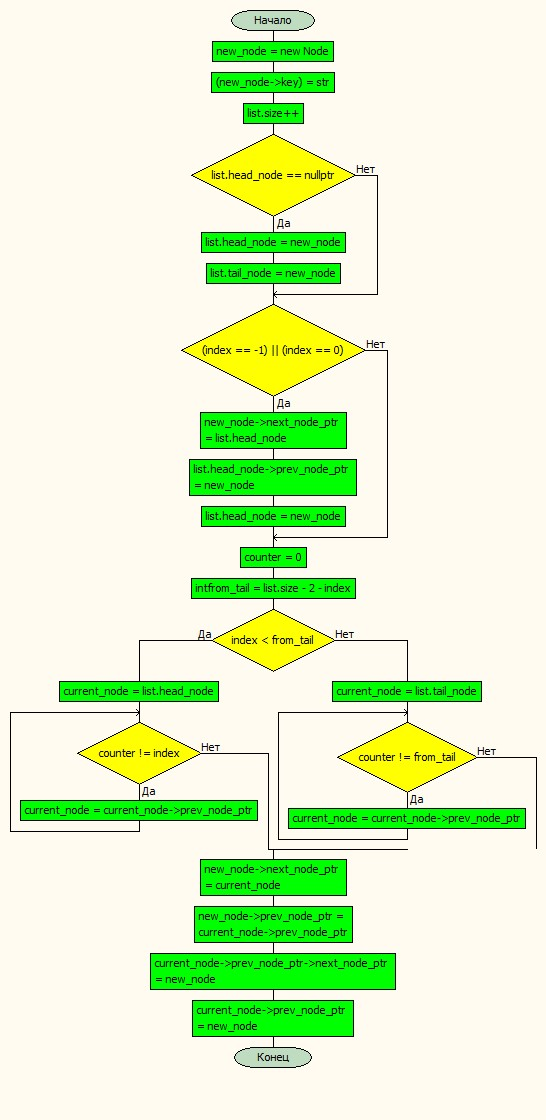 Начало
new_node = new Node
(new_node->key) = str
list.size++
list.head_node == nullptr
Нет
Да
list.head_node = new_node
list.tail_node = new_node
(index == -1) || (index == 0)
Нет
Да
new_node->next_node_ptr
= list.head_node
list.head_node->prev_node_ptr
= new_node
list.head_node = new_node
counter = 0
intfrom_tail = list.size - 2 - index
index < from_tail
Да
Нет
current_node = list.head_node
current_node = list.tail_node
counter != index
Нет
counter != from_tail
Нет
Да
Да
current_node = current_node->prev_node_ptr
current_node = current_node->prev_node_ptr
new_node->next_node_ptr
= current_node
new_node->prev_node_ptr =
current_node->prev_node_ptr
current_node->prev_node_ptr->next_node_ptr
= new_node
current_node->prev_node_ptr
= new_node
Конец